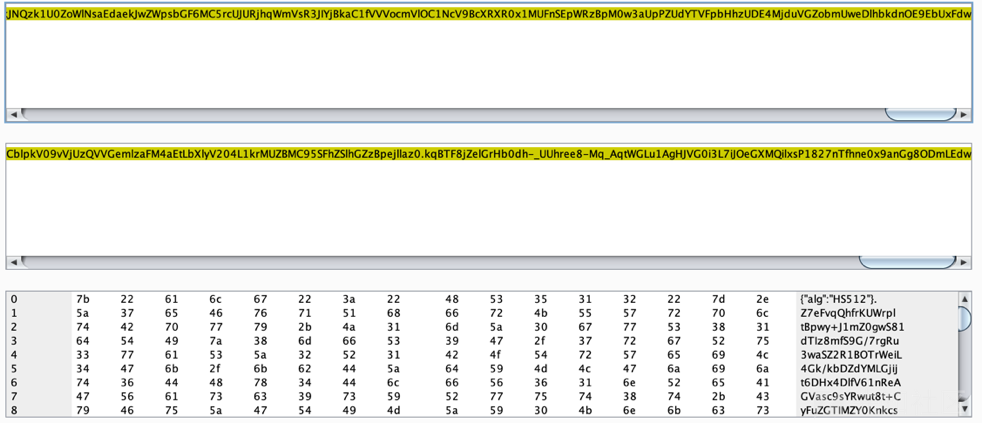 JNQzk1U0ZoWlNsaEdaekJwZWpsbGF6MC5rcUJURjhqWmVsR3JIYjBkaC1fVVVocmVlOC1NcV9BcXRXR0x1MUFnSEpWRzBpM0w3aUpPZUdYTVFpbHhzUDE4MjduVGZobmUweDlhbkdnOE9EbUxFdw
CblpkV09vVjUzQVVGemlzaFM4aEtLbXlyV204L1krMUZBMC95SFhZSlhGZzBpejllaz0.kqBTF8jZelGrHb0dh-_UUhree8-Mq_AqtWGLu1AgHJVG0i3L7iJOeGXMQilxsP1827nTfhne0x9anGg8ODmLEdw
0 7b 22 61 6c 67 22 3a 22 48 53 35 31 32 22 7d 2e {"alg":"HS512"}.
1 5a 37 65 46 76 71 51 68 66 72 4b 55 57 72 70 6c Z7eFvqQhfrKUWrpl
2 74 42 70 77 79 2b 4a 31 6d 5a 30 67 77 53 38 31 tBpwy+J1mZ0gwS81
3 64 54 49 7a 38 6d 66 53 39 47 2f 37 72 67 52 75 dTIz8mfS9G/7rgRu
4 33 77 61 53 5a 32 52 31 42 4f 54 72 57 65 69 4c 3waSZ2R1BOTrWeiL
5 34 47 6b 2f 6b 62 44 5a 64 59 4d 4c 47 6a 69 6a 4Gk/kbDZdYMLGjij
6 74 36 44 48 78 34 44 6c 66 56 36 31 6e 52 65 41 t6DHx4DlfV61nReA
7 47 56 61 73 63 39 73 59 52 77 75 74 38 74 2b 43 GVasc9sYRwut8t+C
8 79 46 75 5a 47 54 49 4d 5a 59 30 4b 6e 6b 63 73 yFuZGTIMZY0Knkcs